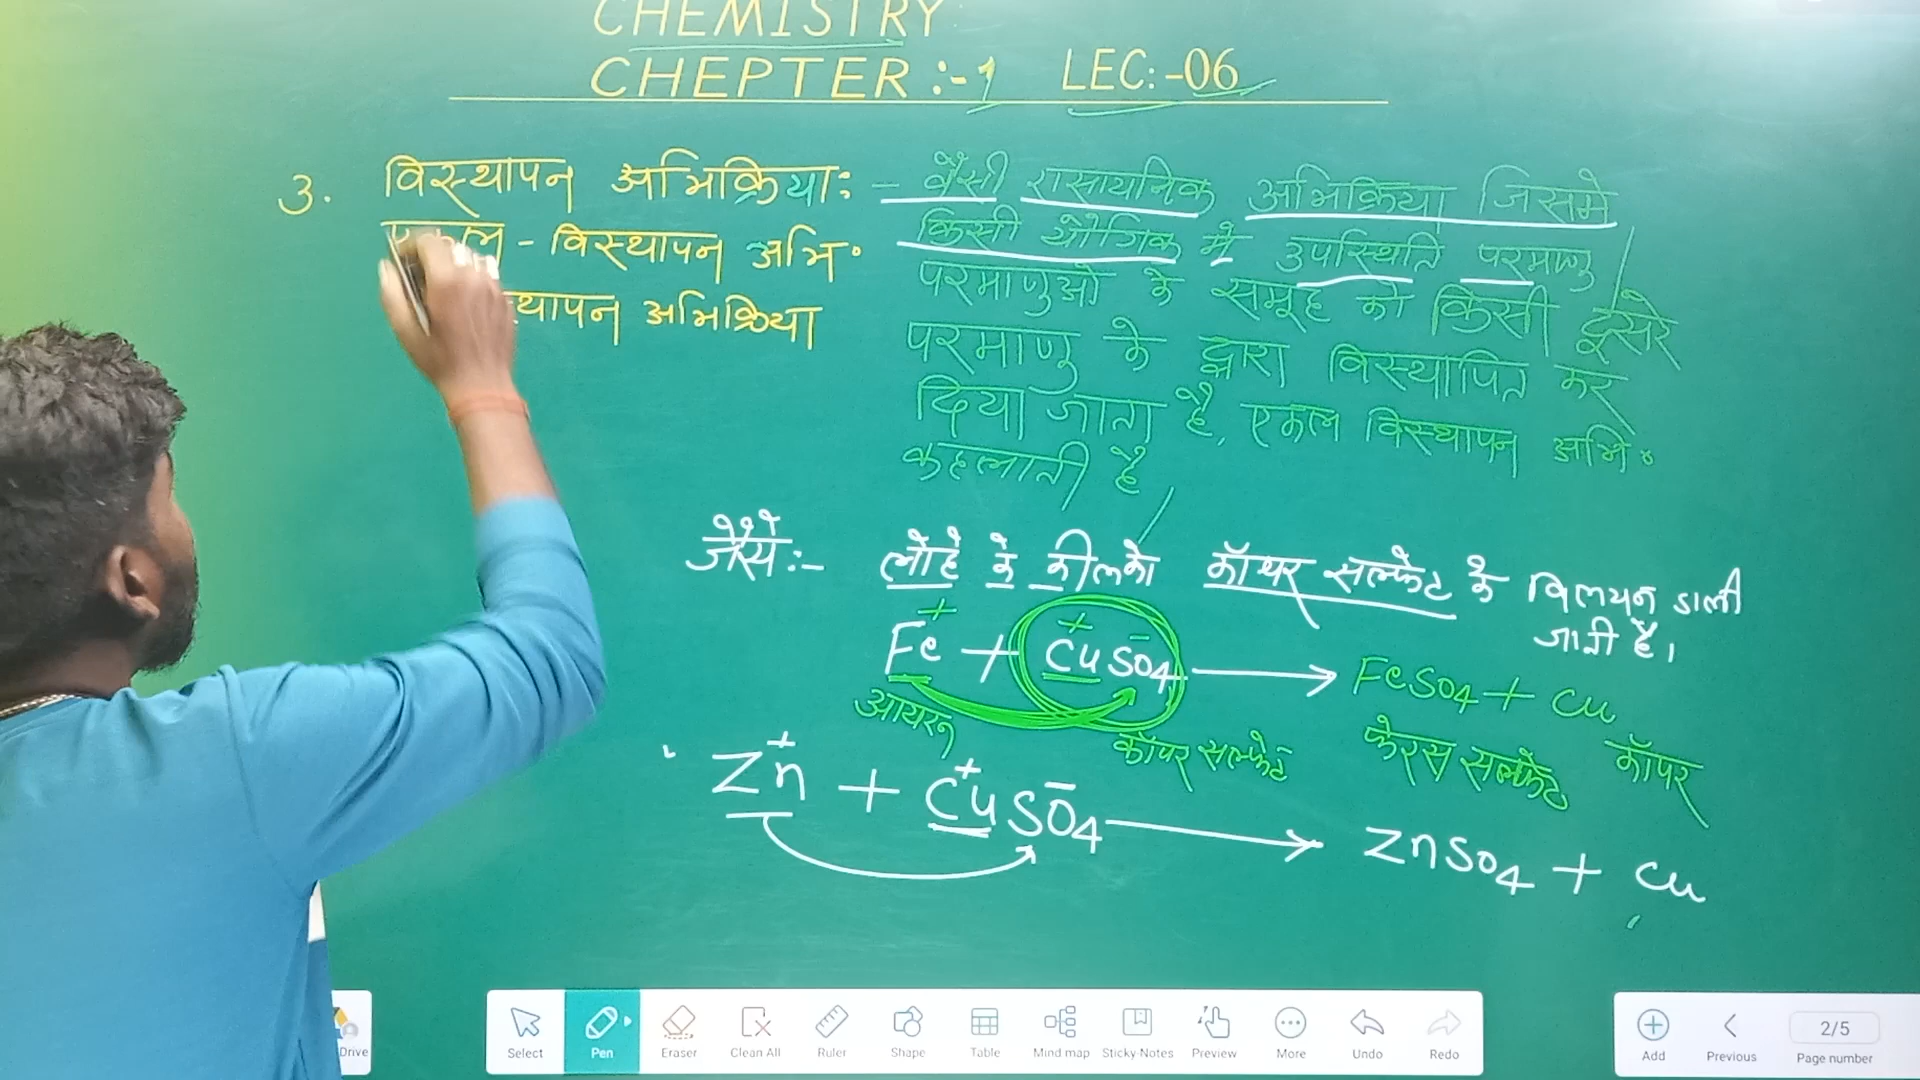 CHEMISTRY
CHEPTER :- 1 LEC:-06
3. विस्थापन अभिक्रियाः - वैसी रासायनिक अभिक्रिया जिसमे
- विस्थापन अभि॰ किसी यौगिक मे उपस्थिति परमाणु /
स्थापन अभिक्रिया परमाणुओ के समूह को किसी दूसरे
परमाणु के द्वारा विस्थापित कर
दिया जाता है, एकल विस्थापन अभि॰
कहलाती है /
जैसे:- लोहे के कीलको कॉपर सल्फेट के विलयन डाली
जाती है।
Fe + CuSO4 ⟶ FeSO4 + Cu
आयरन कॉपर सल्फेट फेरस सल्फेट कॉपर
Zn + CuSO4 ⟶ ZnSO4 + Cu
Drive Select Pen Eraser Clean All Ruler Shape Table Mind map Sticky Notes Preview More Undo Redo Add Previous 2/5 Page number